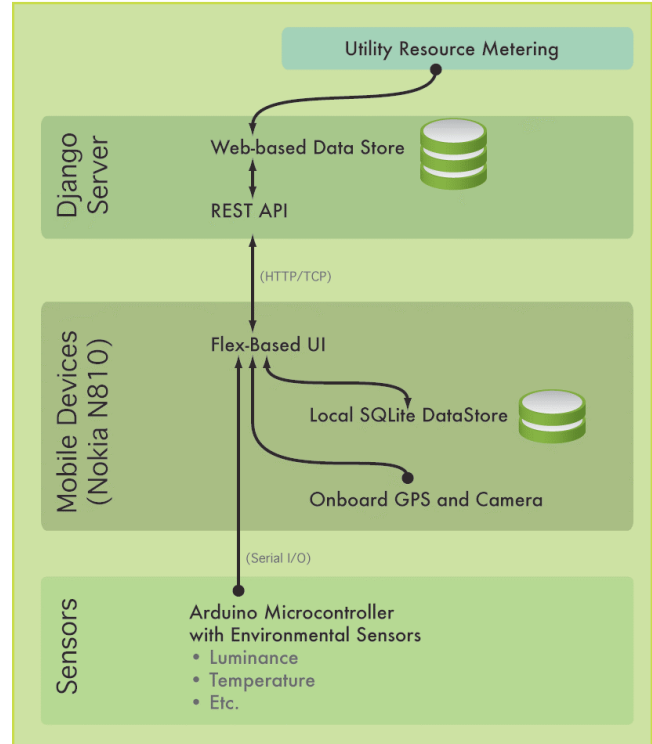 Utility Resource Metering
Django
Server
Web-based Data Store
REST API
(HTTP/TCP)
Mobile Devices
(Nokia N810)
Flex-Based UI
Local SQLite DataStore
Onboard GPS and Camera
(Serial I/O)
Sensors
Arduino Microcontroller
with Environmental Sensors
• Luminance
• Temperature
• Etc.